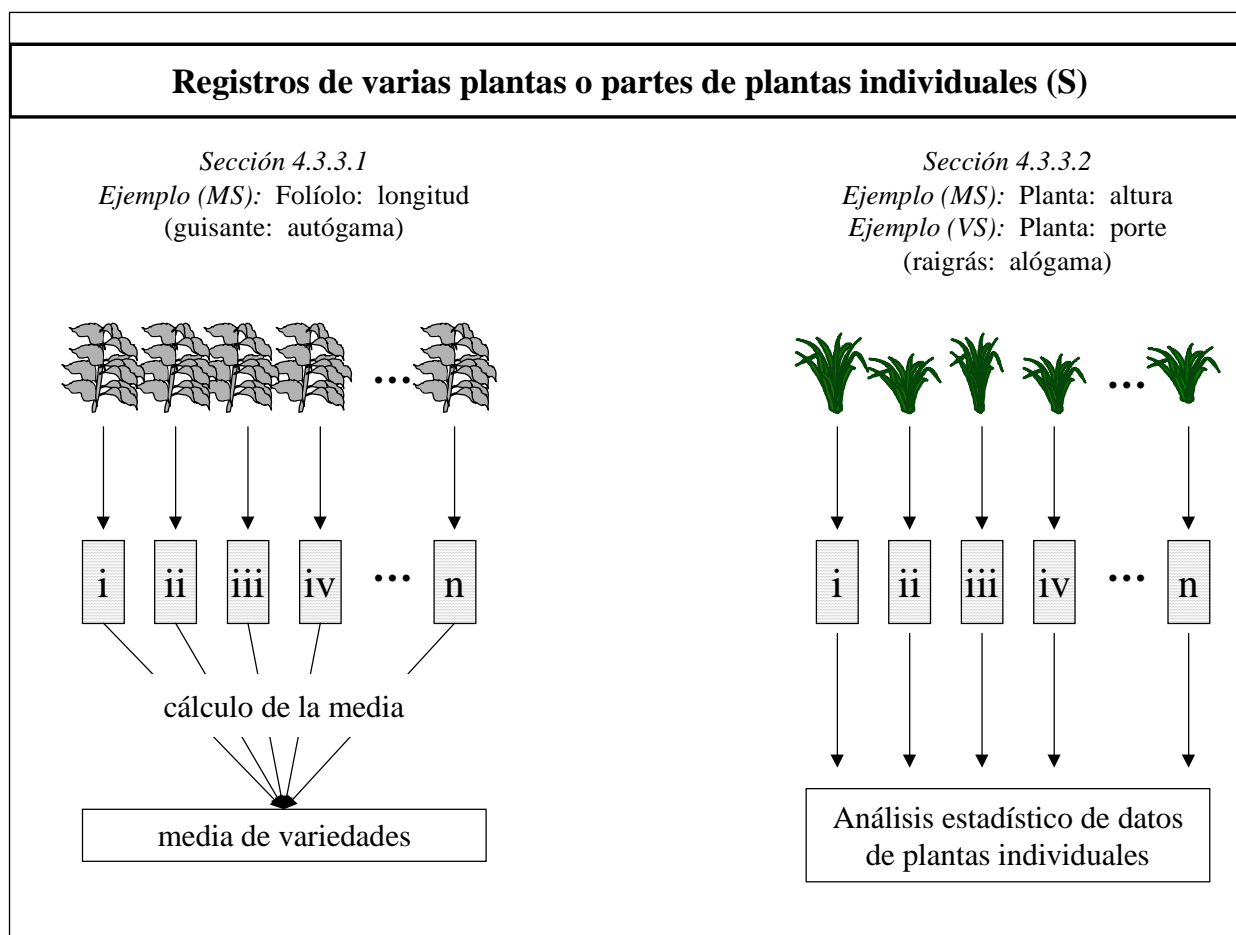 Registros de varias plantas o partes de plantas individuales (S)
Sección 4.3.3.1
Ejemplo (MS): Folíolo: longitud
(guisante: autógama)
...
i ii iii iv ... n
cálculo de la media
media de variedades
Sección 4.3.3.2
Ejemplo (MS): Planta: altura
Ejemplo (VS): Planta: porte
(raigrás: alógama)
...
i ii iii iv ... n
Análisis estadístico de datos
de plantas individuales